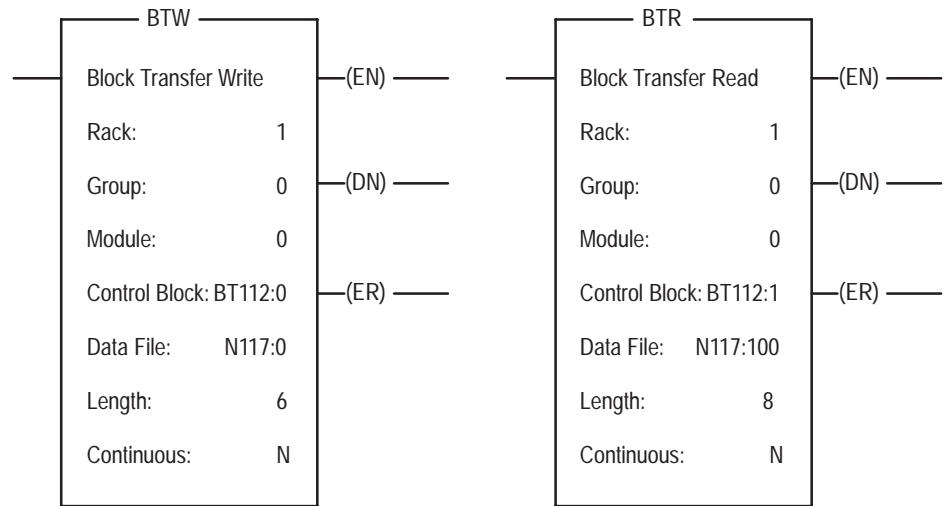 BTW
Block Transfer Write (EN)
Rack: 1
Group: 0 (DN)
Module: 0
Control Block: BT112:0 (ER)
Data File: N117:0
Length: 6
Continuous: N
BTR
Block Transfer Read (EN)
Rack: 1
Group: 0 (DN)
Module: 0
Control Block: BT112:1 (ER)
Data File: N117:100
Length: 8
Continuous: N